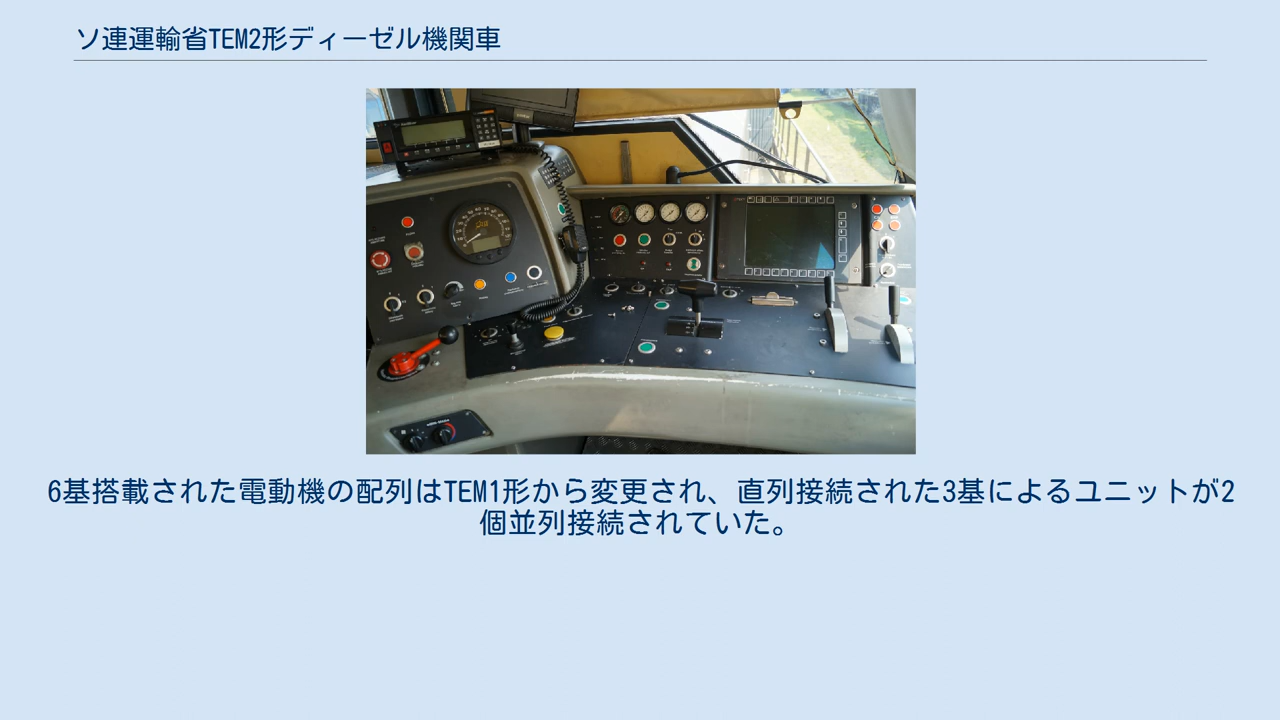 ソ連運輸省TEM2形ディーゼル機関車
6基搭載された電動機の配列はTEM1形から変更され、直列接続された3基によるユニットが2
個並列接続されていた。